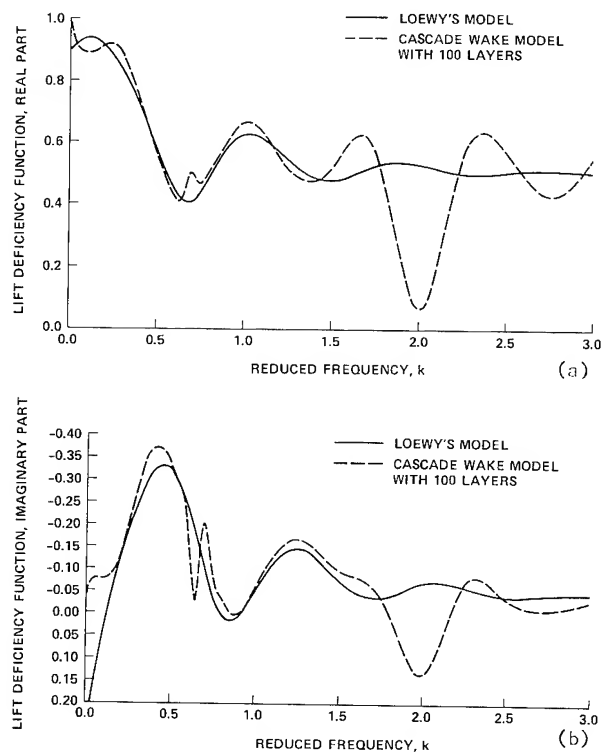 (a)
LIFT DEFICIENCY FUNCTION, REAL PART
1.0
0.8
0.6
0.4
0.2
0.0
LOEWY'S MODEL
CASCADE WAKE MODEL
WITH 100 LAYERS
0.0 0.5 1.0 1.5 2.0 2.5 3.0
REDUCED FREQUENCY, k
(b)
LIFT DEFICIENCY FUNCTION, IMAGINARY PART
-0.40
-0.35
-0.30
-0.25
-0.20
-0.15
-0.10
-0.05
0.00
0.05
0.10
0.15
0.20
LOEWY'S MODEL
CASCADE WAKE MODEL
WITH 100 LAYERS
0.0 0.5 1.0 1.5 2.0 2.5 3.0
REDUCED FREQUENCY, k